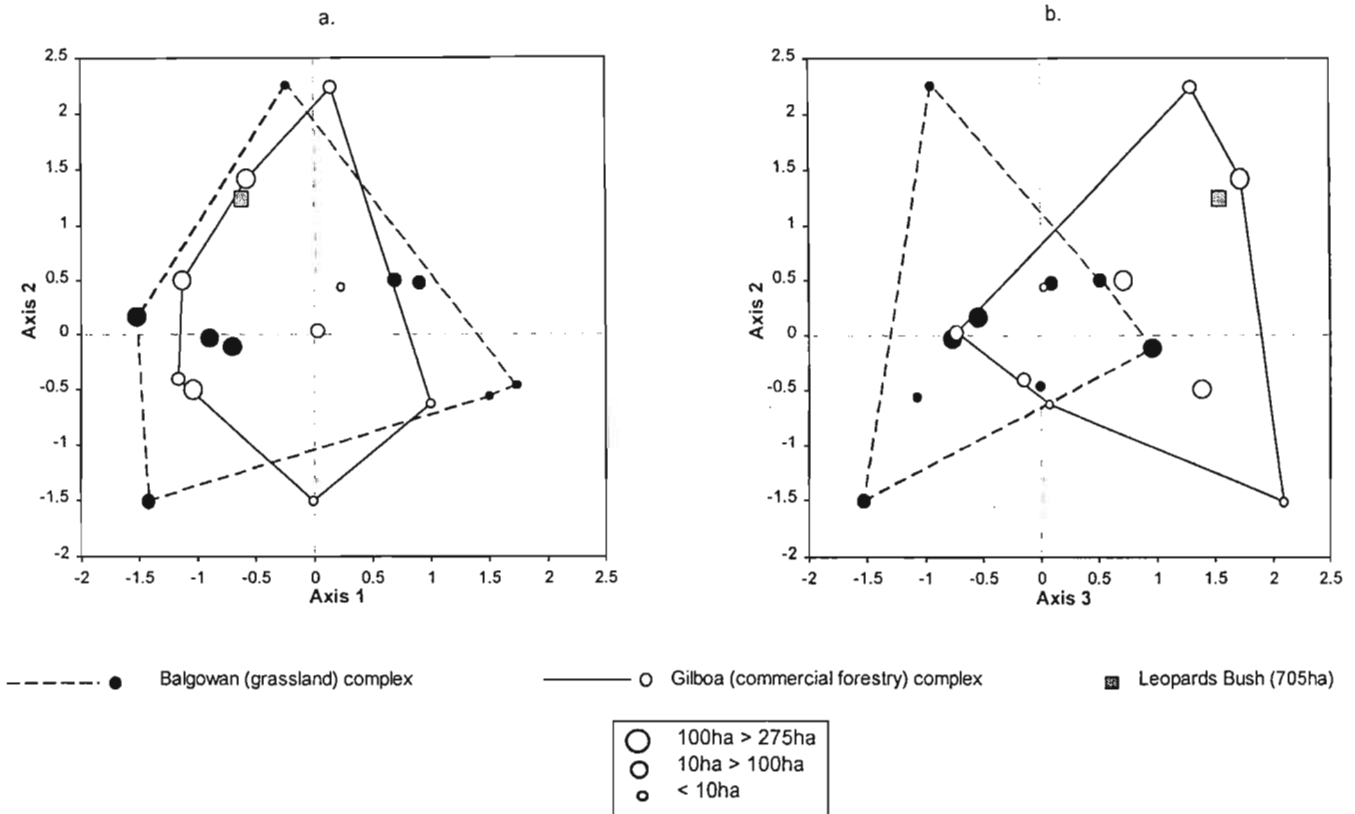 a.
2.5
2
1.5
1
0.5
0
-0.5
-1
-1.5
-2
Axis 2
-2 -1.5 -1 -0.5 0 0.5 1 1.5 2 2.5
Axis 1
b.
2.5
2
1.5
1
0.5
0
-0.5
-1
-1.5
-2
Axis 2
-2 -1.5 -1 -0.5 0 0.5 1 1.5 2 2.5
Axis 3
Balgowan (grassland) complex
Gilboa (commercial forestry) complex
Leopards Bush (705ha)
100ha > 275ha
10ha > 100ha
< 10ha